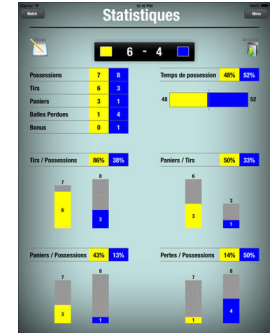 Match Statistiques Menu
6 - 4
Possessions 7 8
Tirs 6 3
Paniers 3 1
Balles Perdues 1 4
Bonus 0 1
Temps de possession 48% 52%
48 52
Tirs / Possessions 86% 38%
7 8
6 3
Paniers / Tirs 50% 33%
6 3
3 1
Paniers / Possessions 43% 13%
7 8
3 1
Pertes / Possessions 14% 50%
7 8
1 4